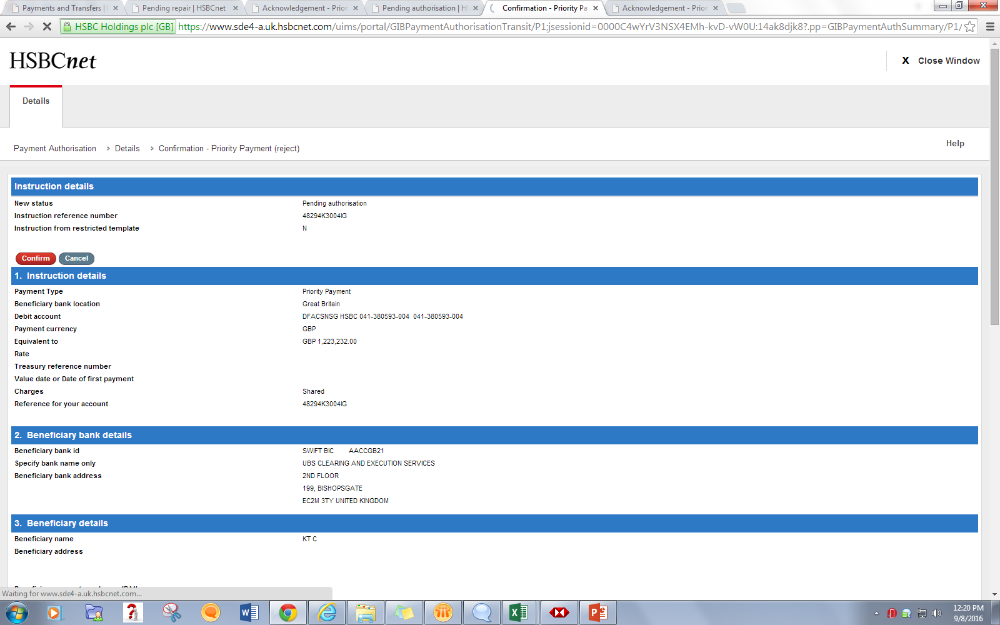 Payments and Transfers |
Pending repair | HSBCnet
Acknowledgement - Prior
Pending authorisation | H
Confirmation - Priority Pa
Acknowledgement - Prior
HSBC Holdings plc [GB]
https://www.sde4-a.uk.hsbcnet.com/uims/portal/GIBPaymentAuthorisationTransit/P1;jsessionid=0000C4wYrV3NSX4EMh-kvD-vW0U:14ak8djk8?.pp=GIBPaymentAuthSummary/P1/
HSBCnet
X Close Window
Details
Payment Authorisation > Details > Confirmation - Priority Payment (reject)
Help
Instruction details
New status Pending authorisation
Instruction reference number 48294K3004IG
Instruction from restricted template N
Confirm Cancel
1. Instruction details
Payment Type Priority Payment
Beneficiary bank location Great Britain
Debit account DFACSNSG HSBC 041-380593-004 041-380593-004
Payment currency GBP
Equivalent to GBP 1,223,232.00
Rate
Treasury reference number
Value date or Date of first payment
Charges Shared
Reference for your account 48294K3004IG
2. Beneficiary bank details
Beneficiary bank id SWIFT BIC AACCGB21
Specify bank name only UBS CLEARING AND EXECUTION SERVICES
Beneficiary bank address 2ND FLOOR
199, BISHOPSGATE
EC2M 3TY UNITED KINGDOM
3. Beneficiary details
Beneficiary name KT C
Beneficiary address
Waiting for www.sde4-a.uk.hsbcnet.com...
12:20 PM
9/8/2016